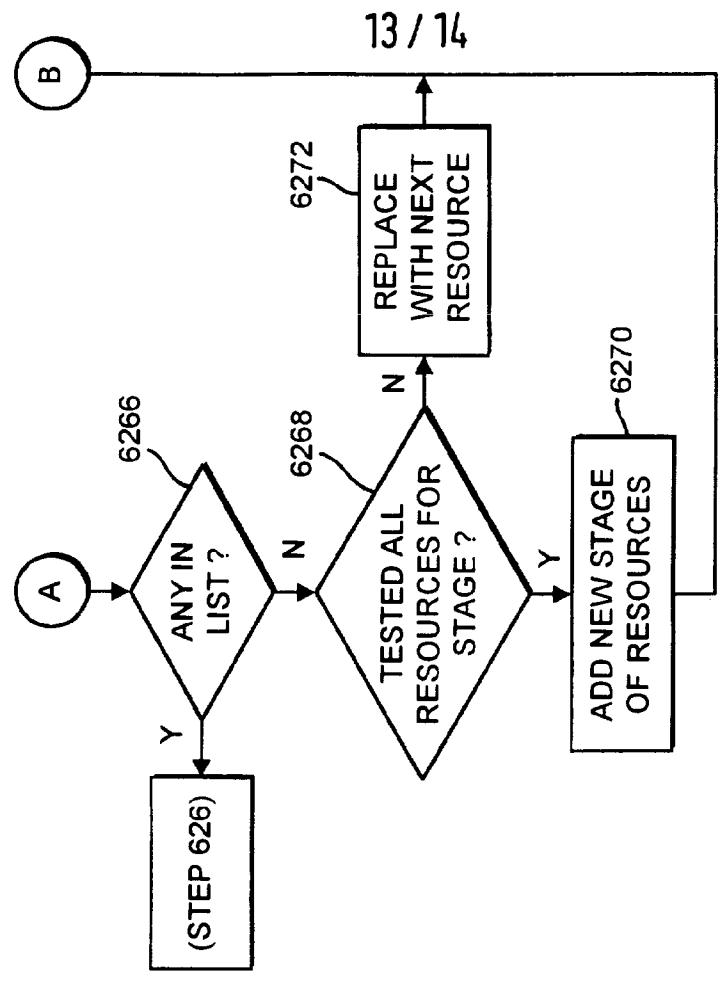 13 / 14
A
B
6266
ANY IN
LIST ?
Y
(STEP 626)
N
6268
TESTED ALL
RESOURCES FOR
STAGE ?
N
6272
REPLACE
WITH NEXT
RESOURCE
Y
6270
ADD NEW STAGE
OF RESOURCES